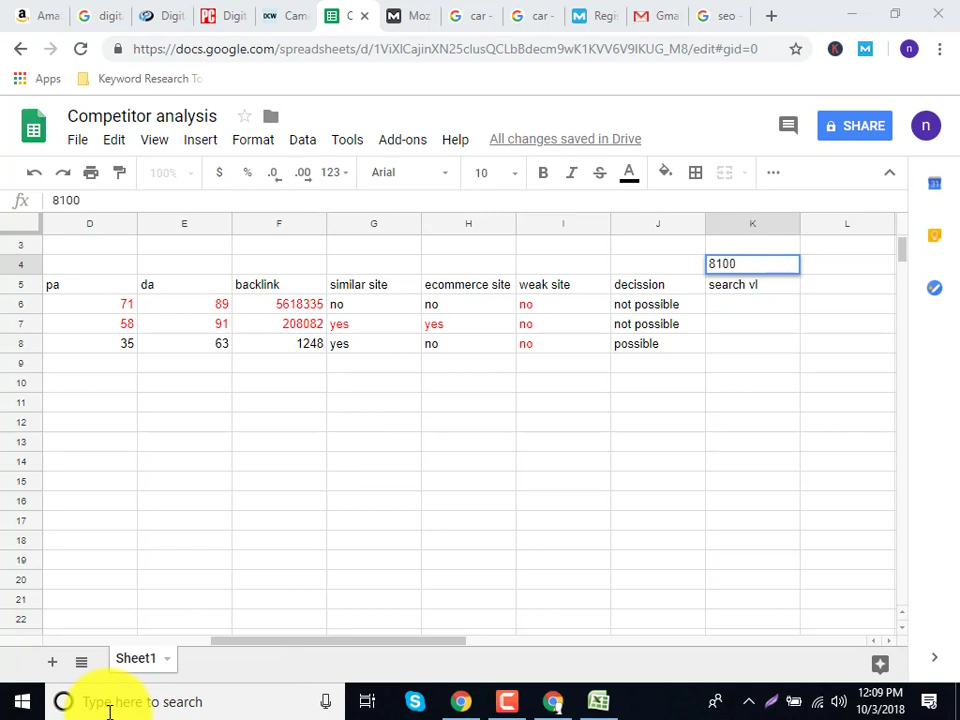 Ama digit. Digit Digit DCW Came C Moz car - car - Regis Gma seo -
https://docs.google.com/spreadsheets/d/1ViXlCajinXN25clusQCLbBdecm9wK1KVV6V9lKUG_M8/edit#gid=0 K M n
Apps Keyword Research To
Competitor analysis
File Edit View Insert Format Data Tools Add-ons Help All changes saved in Drive SHARE n
100% $ % .0 .00 123 Arial 10 B I S A
fx 8100
D E F G H I J K L
3
4 8100
5 pa da backlink similar site ecommerce site weak site decission search vl
6 71 89 5618335 no no no not possible
7 58 91 208082 yes yes no not possible
8 35 63 1248 yes no no possible
9
10
11
12
13
14
15
16
17
18
19
20
21
22
Sheet1
Type here to search
12:09 PM
10/3/2018